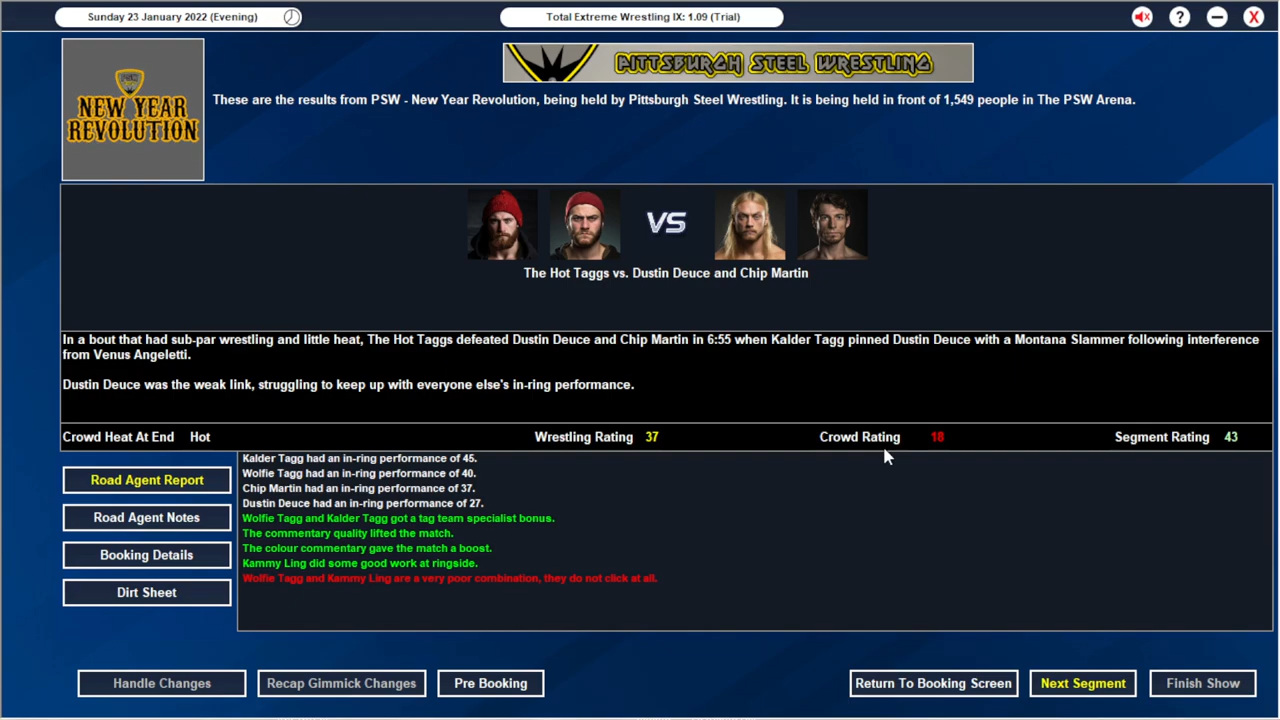 Sunday 23 January 2022 (Evening)
Total Extreme Wrestling IX: 1.09 (Trial)
?
X
PSW
NEW YEAR
REVOLUTION
PITTSBURGH STEEL WRESTLING
These are the results from PSW - New Year Revolution, being held by Pittsburgh Steel Wrestling. It is being held in front of 1,549 people in The PSW Arena.
VS
The Hot Taggs vs. Dustin Deuce and Chip Martin
In a bout that had sub-par wrestling and little heat, The Hot Taggs defeated Dustin Deuce and Chip Martin in 6:55 when Kalder Tagg pinned Dustin Deuce with a Montana Slammer following interference
from Venus Angeletti.
Dustin Deuce was the weak link, struggling to keep up with everyone else's in-ring performance.
Crowd Heat At End Hot Wrestling Rating 37 Crowd Rating 18 Segment Rating 43
Road Agent Report
Road Agent Notes
Booking Details
Dirt Sheet
Kalder Tagg had an in-ring performance of 45.
Wolfie Tagg had an in-ring performance of 40.
Chip Martin had an in-ring performance of 37.
Dustin Deuce had an in-ring performance of 27.
Wolfie Tagg and Kalder Tagg got a tag team specialist bonus.
The commentary quality lifted the match.
The colour commentary gave the match a boost.
Kammy Ling did some good work at ringside.
Wolfie Tagg and Kammy Ling are a very poor combination, they do not click at all.
Handle Changes
Recap Gimmick Changes
Pre Booking
Return To Booking Screen
Next Segment
Finish Show